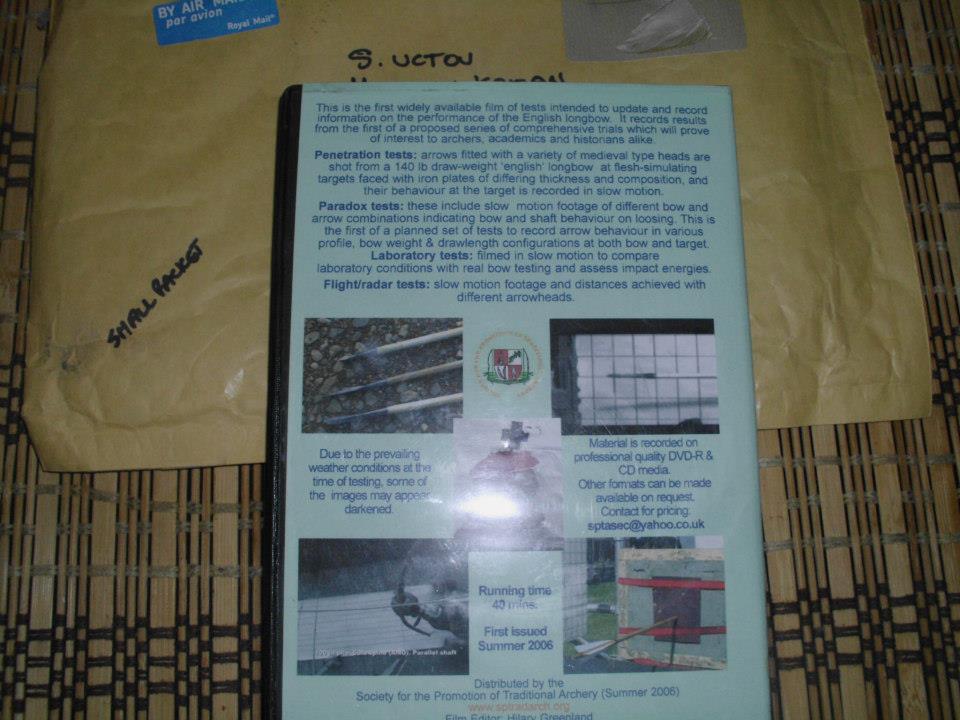 BY AIR MAIL
par avion
Royal Mail
S. UCTOU
SMALL PACKET
This is the first widely available film of tests intended to update and record
information on the performance of the English longbow. It records results
from the first of a proposed series of comprehensive trials which will prove
of interest to archers, academics and historians alike.
Penetration tests: arrows fitted with a variety of medieval type heads are
shot from a 140 lb draw-weight 'english' longbow at flesh-simulating
targets faced with iron plates of differing thickness and composition, and
their behaviour at the target is recorded in slow motion.
Paradox tests: these include slow motion footage of different bow and
arrow combinations indicating bow and shaft behaviour on loosing. This is
the first of a planned set of tests to record arrow behaviour in various
profile, bow weight & drawlength configurations at both bow and target.
Laboratory tests: filmed in slow motion to compare
laboratory conditions with real bow testing and assess impact energies.
Flight/radar tests: slow motion footage and distances achieved with
different arrowheads.
Due to the prevailing
weather conditions at the
time of testing, some of
the images may appear
darkened.
Material is recorded on
professional quality DVD-R &
CD media.
Other formats can be made
available on request.
Contact for pricing.
sptasec@yahoo.co.uk
Parallel shaft
Running time
40 mins.
First issued
Summer 2006
Distributed by the
Society for the Promotion of Traditional Archery (Summer 2006)
www.sptradarch.org
Film Editor: Hilary Greenland